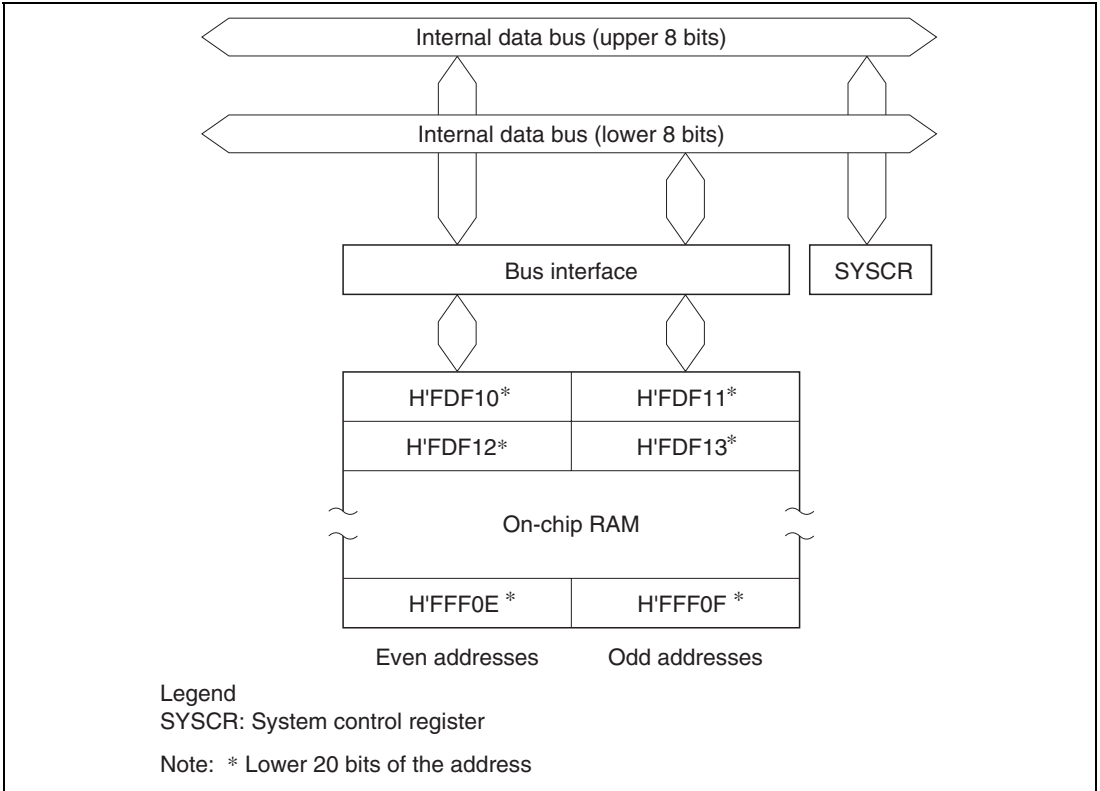 Internal data bus (upper 8 bits)
Internal data bus (lower 8 bits)
Bus interface
SYSCR
H'FDF10*
H'FDF11*
H'FDF12*
H'FDF13*
On-chip RAM
H'FFF0E *
H'FFF0F *
Even addresses
Odd addresses
Legend
SYSCR: System control register
Note: * Lower 20 bits of the address